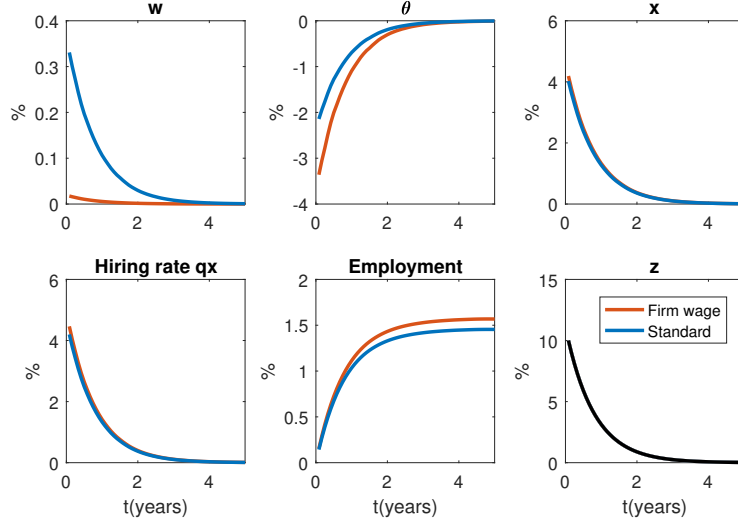 w
0.4
0.3
0.2
0.1
0
%
0 2 4
θ
0
-1
-2
-3
-4
%
0 2 4
x
6
4
2
0
%
0 2 4
Hiring rate qx
6
4
2
0
%
0 2 4
t(years)
Employment
2
1.5
1
0.5
0
%
0 2 4
t(years)
z
15
10
5
0
%
Firm wage
Standard
0 2 4
t(years)